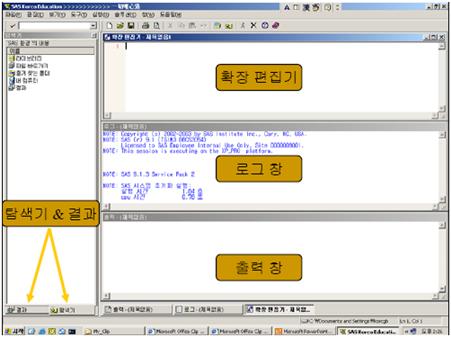 SAS Korea Education
파일(F) 편집(E) 보기(V) 도구(T) 실행(R) 솔루션(S) 창(W) 도움말(H)
탐색기
'SAS 환경'의 내용
이름
라이브러리
파일 바로가기
즐겨 찾는 폴더
내 컴퓨터
결과
확장 편집기 - 제목없음1
1
확장 편집기
로그 - (제목없음)
NOTE: Copyright (c) 2002-2003 by SAS Institute Inc., Cary, NC, USA.
NOTE: SAS (r) 9.1 (TS1M3
Licensed to SAS Employee Internal Use Only, Site
NOTE: This session is executing on the XP_PRO platform.
NOTE: SAS 9.1.3 Service Pack 2
NOTE: SAS 시스템 초기화 실행:
실행 시간 1.84 초
cpu 시간 0.76 초
로그 창
탐색기 & 결과
출력 - (제목없음)
출력 창
결과
탐색기
출력 - (제목없음)
로그 - (제목없음)
확장 편집기 - 제목없...
C:\Documents and Settings\
Ln 1, Col 1
시작
My_Clip
Microsoft Office Clip ...
Microsoft Office Clip ...
Microsoft PowerPoint...
SAS Korea Educatio...